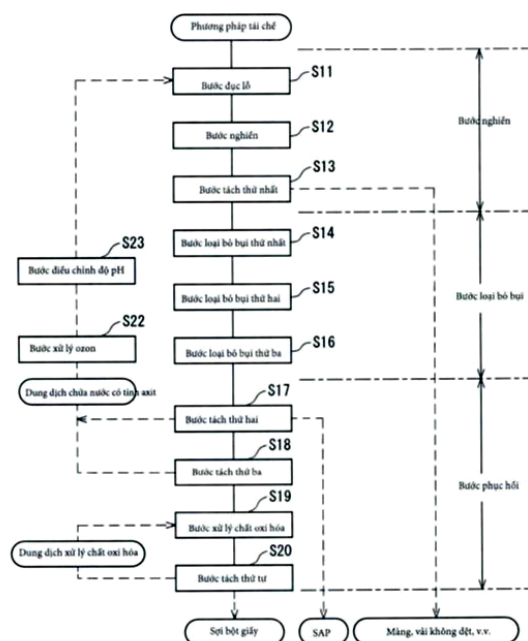 Phương pháp tái chế
S11
Bước đục lỗ
S12
Bước nghiền
Bước nghiền
S13
Bước tách thứ nhất
S14
Bước loại bỏ bụi thứ nhất
S23
Bước điều chỉnh độ pH
S15
Bước loại bỏ bụi thứ hai
Bước loại bỏ bụi
S22
Bước xử lý ozon
S16
Bước loại bỏ bụi thứ ba
Dung dịch chứa nước có tính axit
S17
Bước tách thứ hai
S18
Bước tách thứ ba
Bước phục hồi
S19
Bước xử lý chất oxi hóa
Dung dịch xử lý chất oxi hóa
S20
Bước tách thứ tư
Sợi bột giấy
SAP
Màng, vải không dệt, v.v.